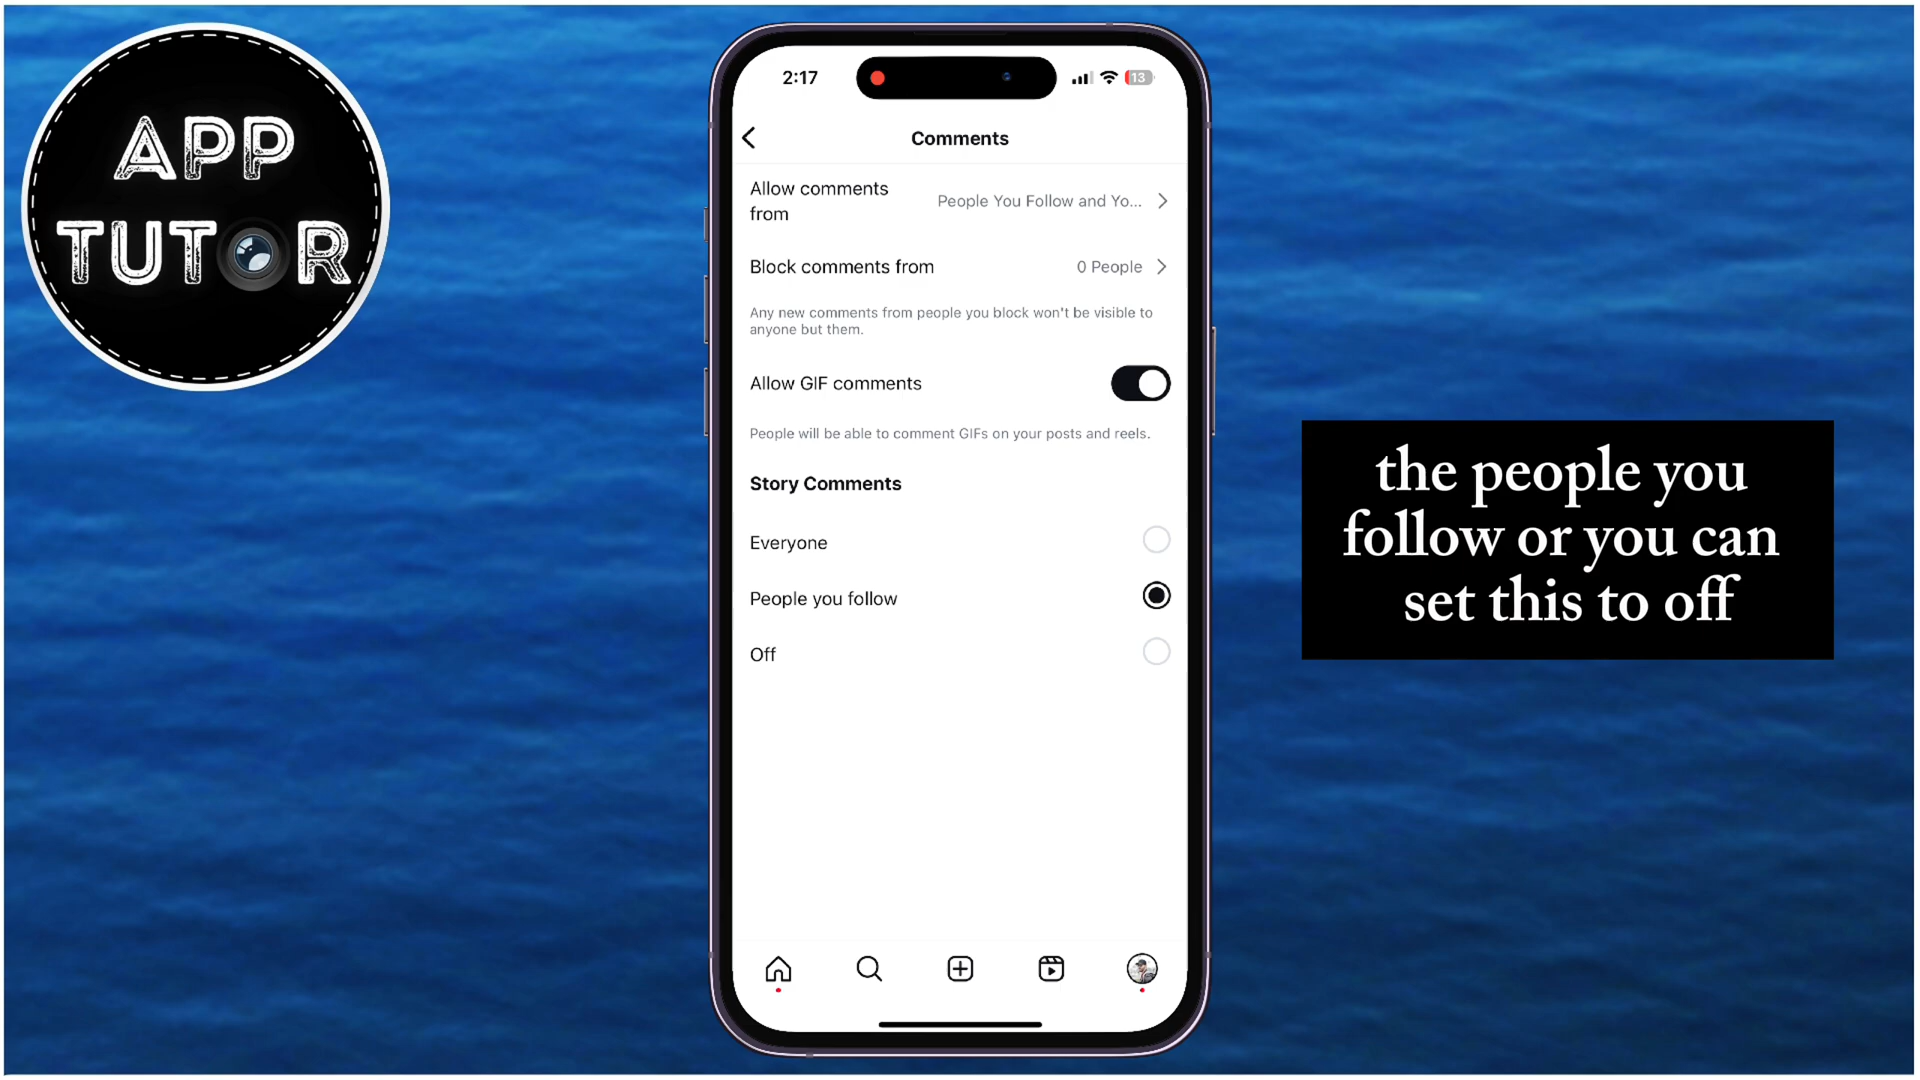 APP
TUTOR
2:17
13
Comments
Allow comments
from
People You Follow and Yo...
Block comments from
0 People
Any new comments from people you block won't be visible to
anyone but them.
Allow GIF comments
People will be able to comment GIFs on your posts and reels.
Story Comments
Everyone
People you follow
Off
the people you
follow or you can
set this to off